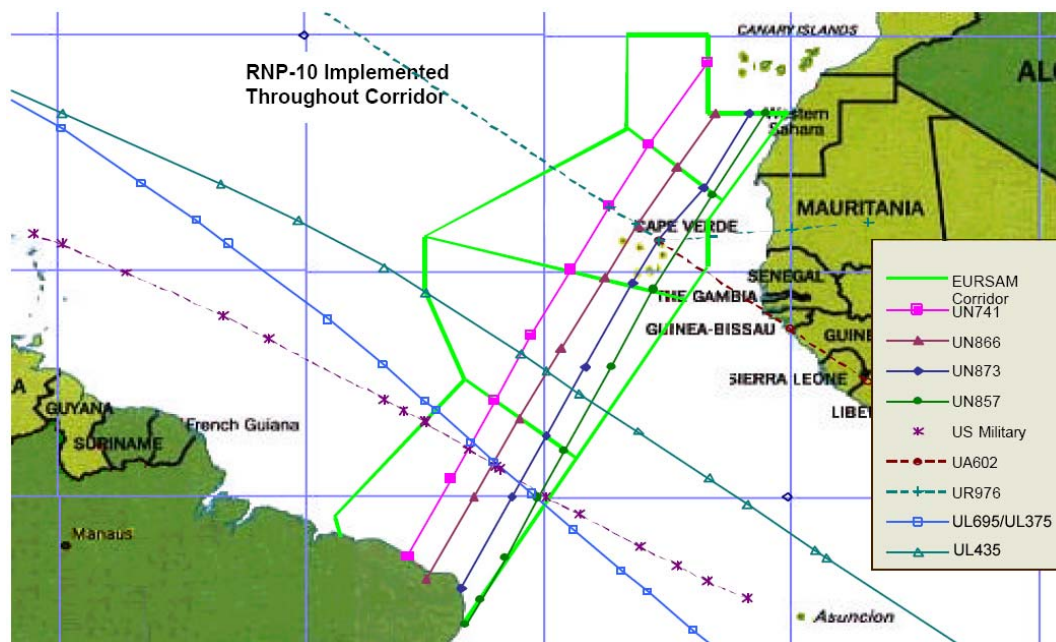 CANARY ISLANDS
RNP-10 Implemented
Throughout Corridor
ALG
Western
Sahara
MAURITANIA
CAPE VERDE
SENEGAL
THE GAMBIA
GUINEA-BISSAU
GUINE
SIERRA LEONE
LIBE
A
GUYANA
SURINAME
French Guiana
Manaus
Asuncion
EURSAM
Corridor
UN741
UN866
UN873
UN857
US Military
UA602
UR976
UL695/UL375
UL435